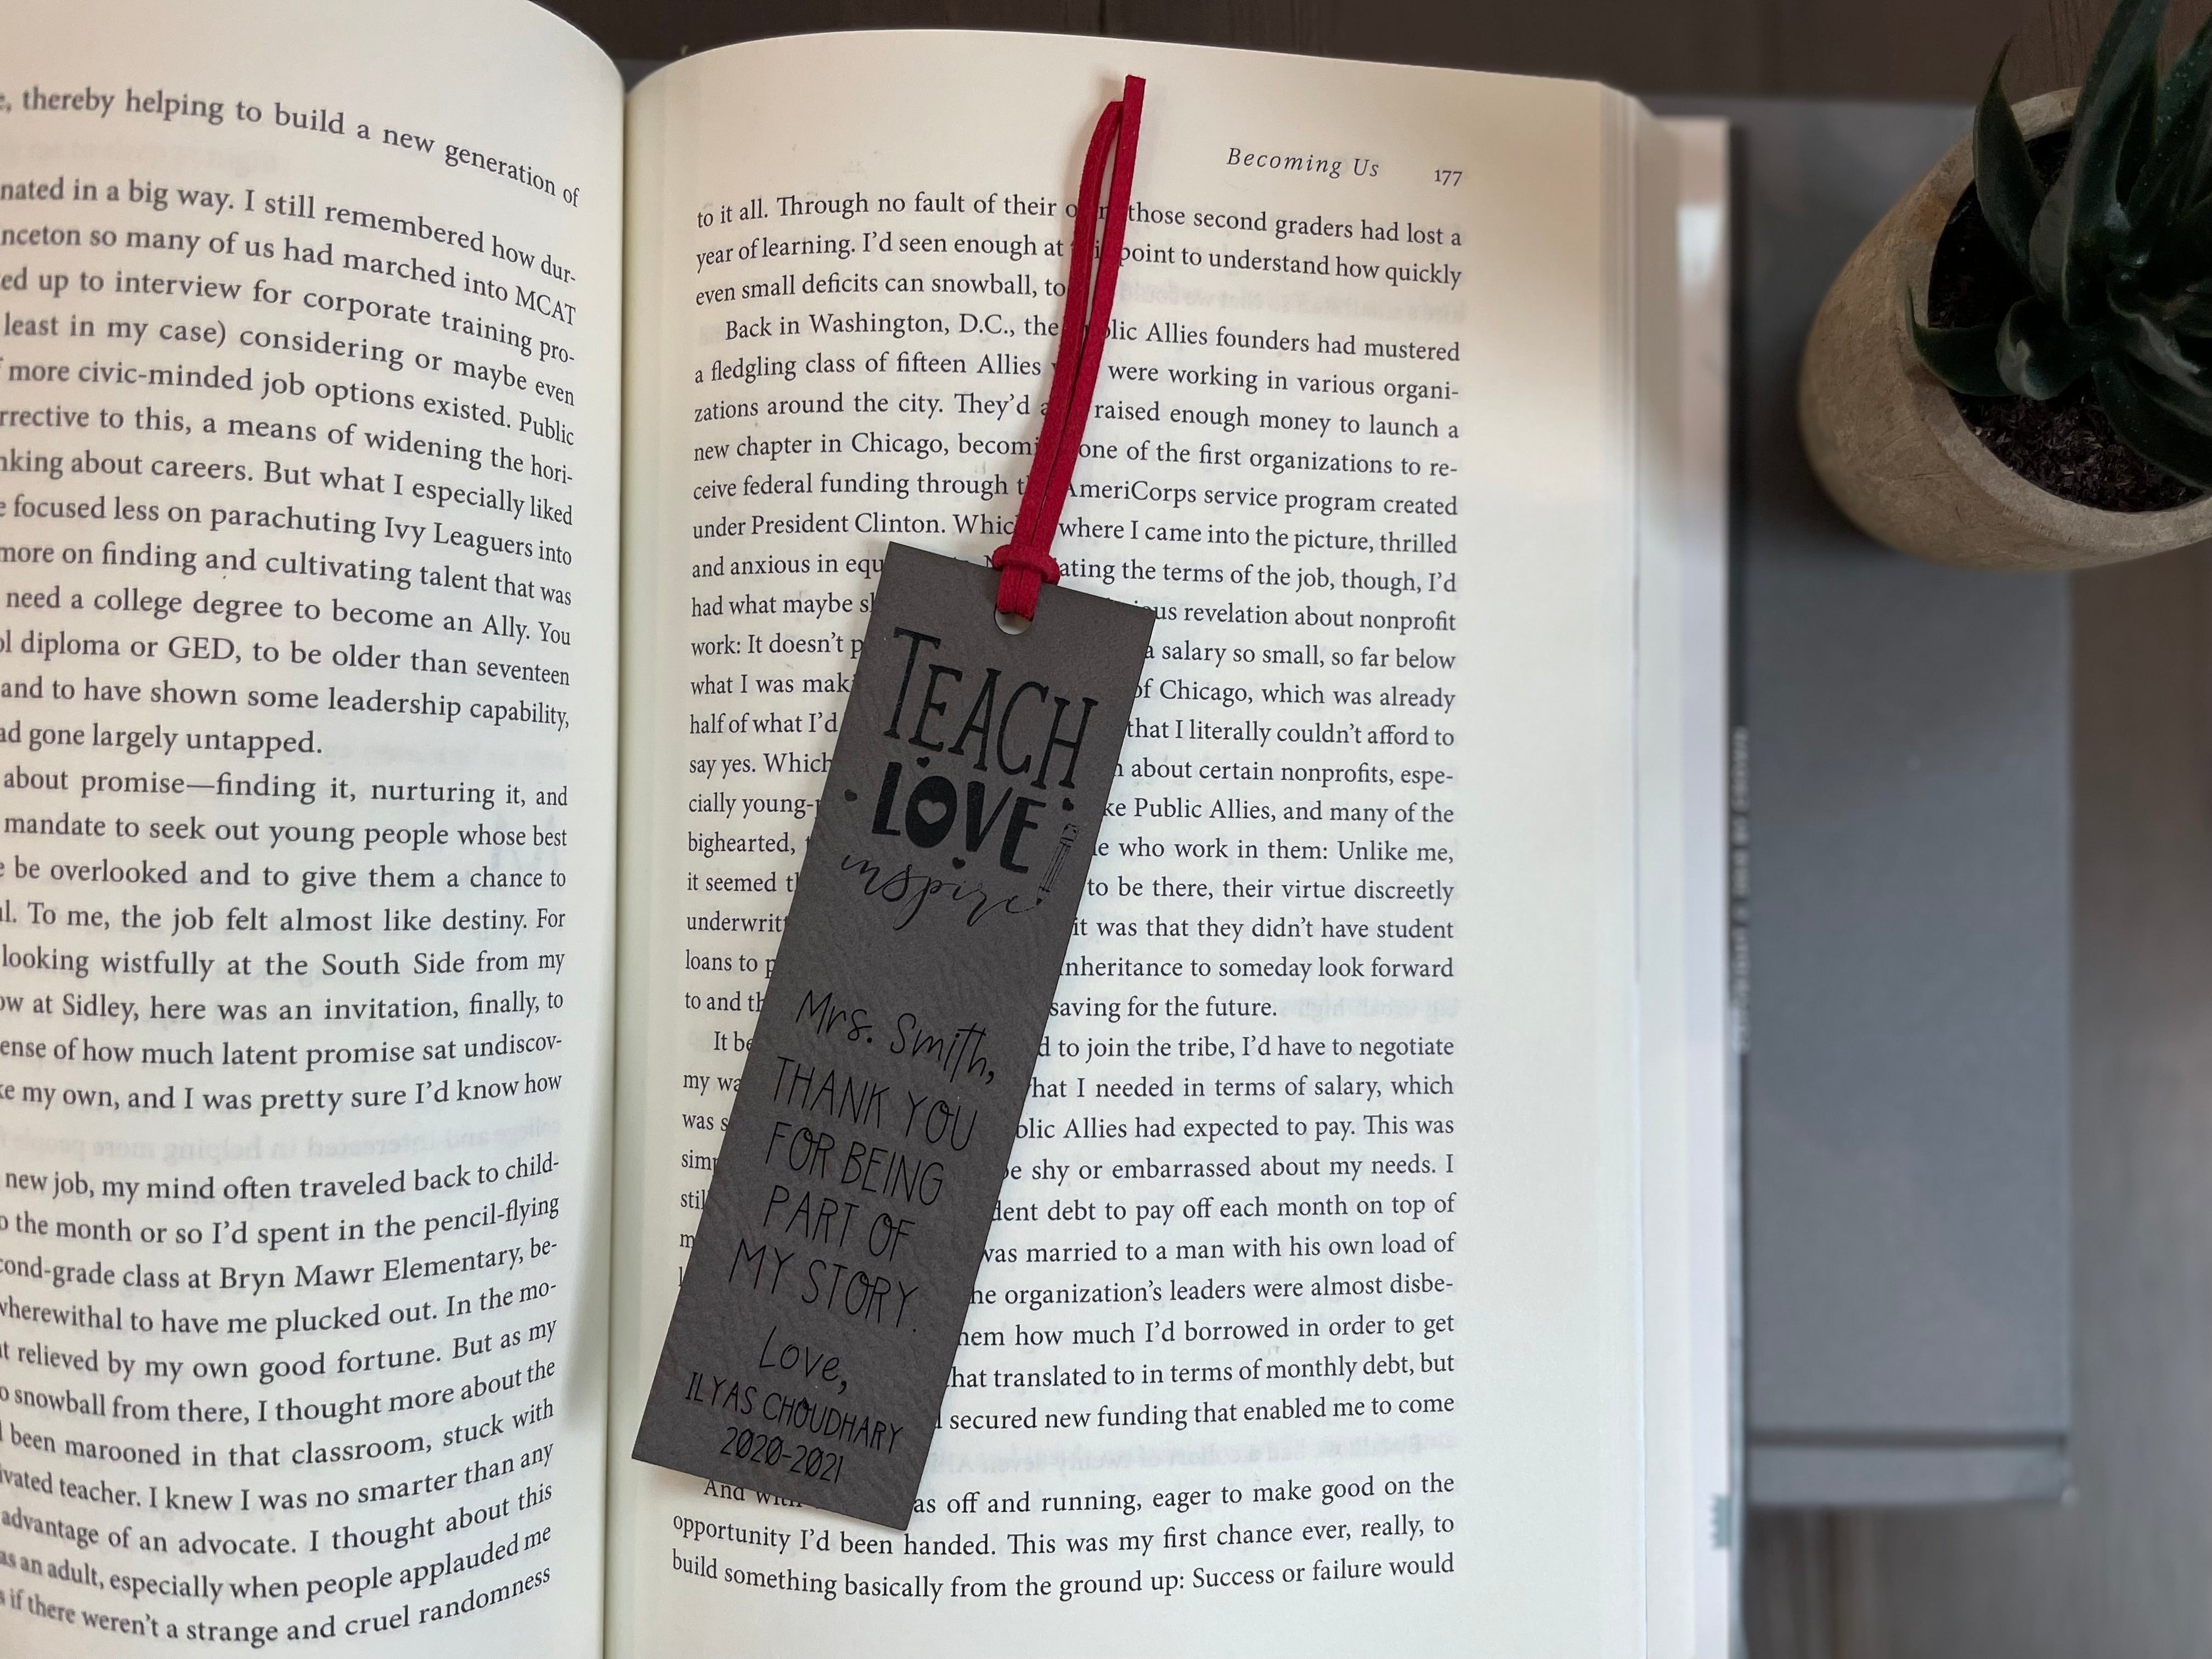 thereby helping to build a new generation of
nated in a big way. I still remembered how dur-
nceton so many of us had marched into MCAT
ed up to interview for corporate training pro-
least in my case) considering or maybe even
more civic-minded job options existed. Public
rrective to this, a means of widening the hori-
nking about careers. But what I especially liked
focused less on parachuting Ivy Leaguers into
more on finding and cultivating talent that was
need a college degree to become an Ally. You
ol diploma or GED, to be older than seventeen
and to have shown some leadership capability,
ad gone largely untapped.
about promise—finding it, nurturing it, and
mandate to seek out young people whose best
be overlooked and to give them a chance to
l. To me, the job felt almost like destiny. For
looking wistfully at the South Side from my
ow at Sidley, here was an invitation, finally, to
ense of how much latent promise sat undiscov-
ke my own, and I was pretty sure I'd know how
new job, my mind often traveled back to child-
o the month or so I'd spent in the pencil-flying
cond-grade class at Bryn Mawr Elementary, be-
wherewithal to have me plucked out. In the mo-
t relieved by my own good fortune. But as my
o snowball from there, I thought more about the
been marooned in that classroom, stuck with
ivated teacher. I knew I was no smarter than any
advantage of an advocate. I thought about this
as an adult, especially when people applauded me
if there weren't a strange and cruel randomness
Becoming Us 177
to it all. Through no fault of their those second graders had lost a
year of learning. I'd seen enough at point to understand how quickly
even small deficits can snowball, to
Back in Washington, D.C., the lic Allies founders had mustered
a fledgling class of fifteen Allies were working in various organi-
zations around the city. They'd raised enough money to launch a
new chapter in Chicago, becomi one of the first organizations to re-
ceive federal funding through t AmeriCorps service program created
under President Clinton. Whic where I came into the picture, thrilled
and anxious in equ ating the terms of the job, though, I'd
had what maybe s us revelation about nonprofit
work: It doesn't p a salary so small, so far below
what I was maki of Chicago, which was already
half of what I'd that I literally couldn't afford to
say yes. Which about certain nonprofits, espe-
cially young-p ke Public Allies, and many of the
bighearted, le who work in them: Unlike me,
it seemed t to be there, their virtue discreetly
underwrit it was that they didn't have student
loans to p inheritance to someday look forward
to and th saving for the future.
It be d to join the tribe, I'd have to negotiate
my wa hat I needed in terms of salary, which
was s blic Allies had expected to pay. This was
sim be shy or embarrassed about my needs. I
stil dent debt to pay off each month on top of
m was married to a man with his own load of
l he organization's leaders were almost disbe-
hem how much I'd borrowed in order to get
hat translated to in terms of monthly debt, but
secured new funding that enabled me to come
And with as off and running, eager to make good on the
opportunity I'd been handed. This was my first chance ever, really, to
build something basically from the ground up: Success or failure would
TEACH
LOVE
inspire
Mrs. Smith,
THANK YOU
FOR BEING
PART OF
MY STORY.
Love,
ILYAS CHOUDHARY
2020-2021